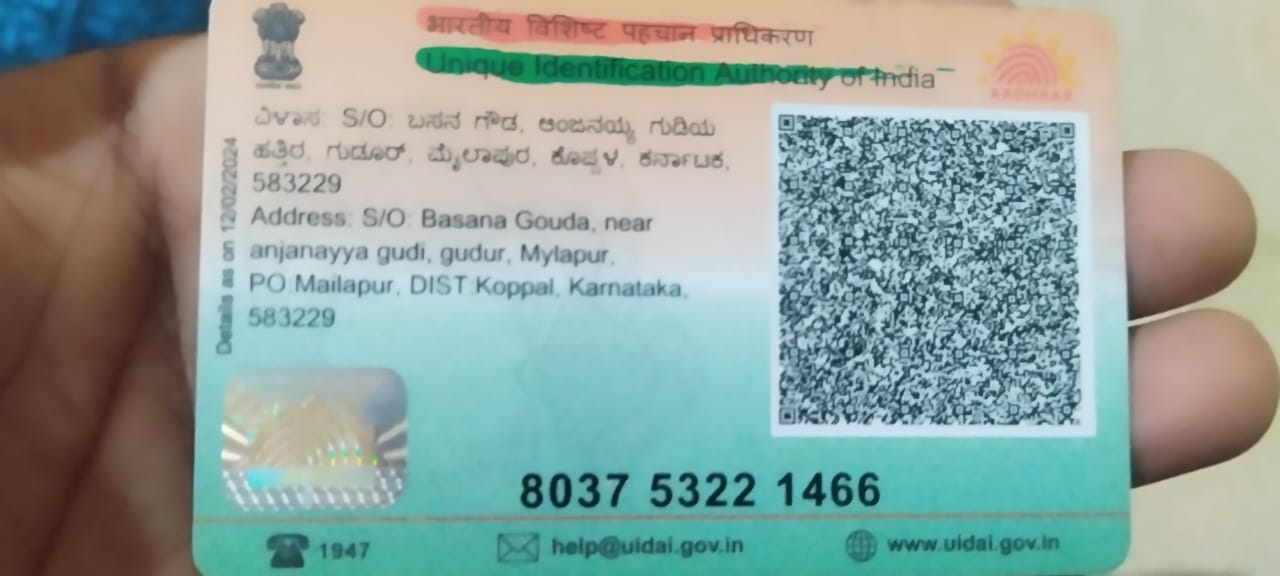 भारतीय विशिष्ट पहचान प्राधिकरण
Unique Identification Authority of India
AADHAAR
Details as on 12/02/2024
ವಿಳಾಸ: S/O: ಬಸನ ಗೌಡ, ಆಂಜನಯ್ಯ ಗುಡಿಯ
ಹತ್ತಿರ, ಗುಡೂರ್, ಮೈಲಾಪುರ, ಕೊಪ್ಪಳ, ಕರ್ನಾಟಕ,
583229
Address: S/O: Basana Gouda, near
anjanayya gudi, gudur, Mylapur,
PO:Mailapur, DIST:Koppal, Karnataka,
583229
8037 5322 1466
1947
help@uidai.gov.in
www.uidai.gov.in